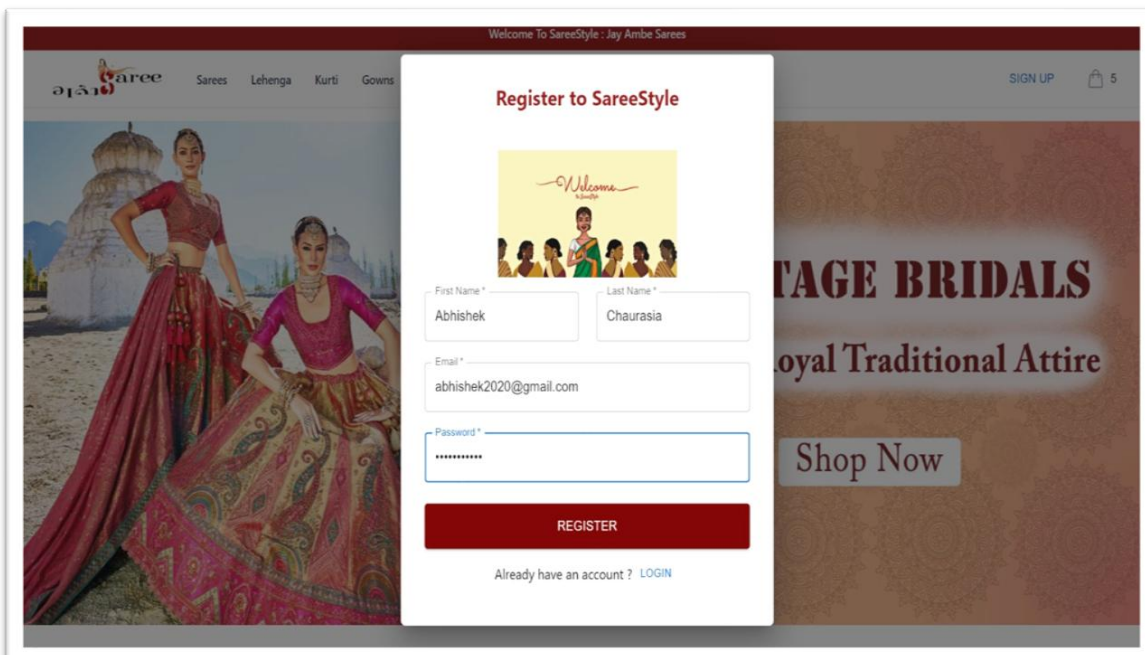 Welcome To SareeStyle : Jay Ambe Sarees
Saree
Sarees Lehenga Kurti Gowns
SIGN UP 5
Register to SareeStyle
Welcome
to SareeStyle
First Name *
Last Name *
Abhishek
Chaurasia
Email *
abhishek2020@gmail.com
Password *
•••••••••••
REGISTER
Already have an account ? LOGIN
TAGE BRIDALS
oyal Traditional Attire
Shop Now